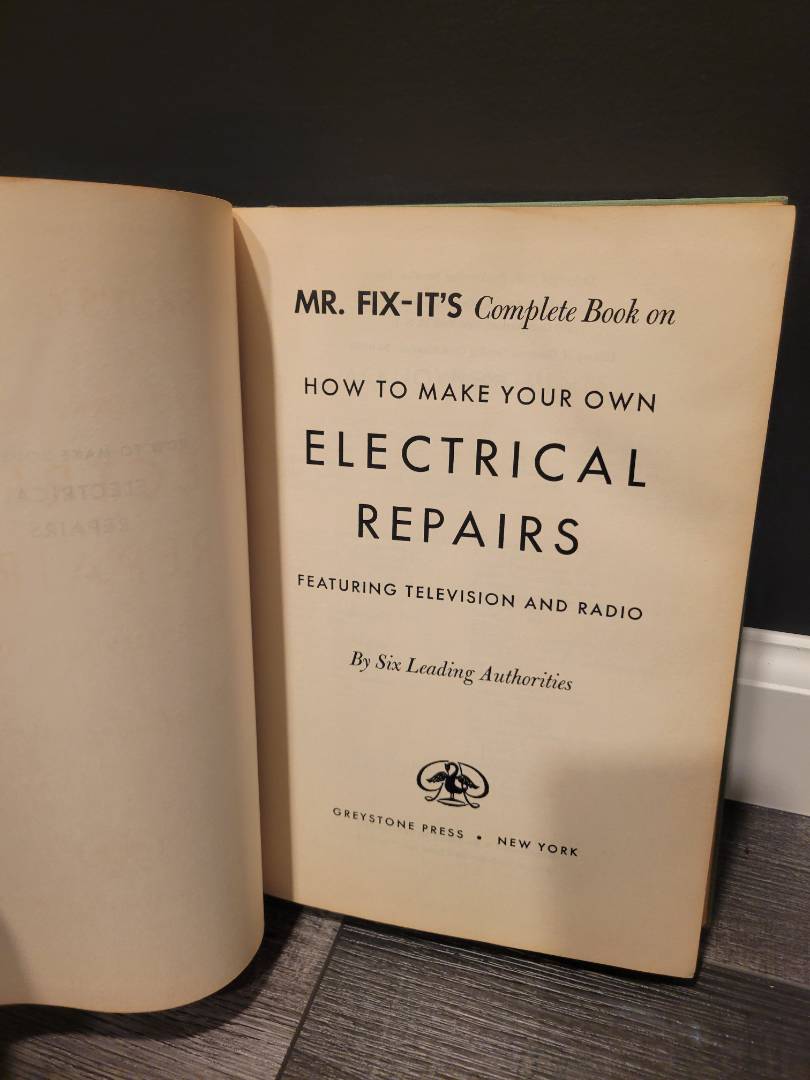 MR. FIX-IT'S Complete Book on
HOW TO MAKE YOUR OWN
ELECTRICAL
REPAIRS
FEATURING TELEVISION AND RADIO
By Six Leading Authorities
GREYSTONE PRESS • NEW YORK